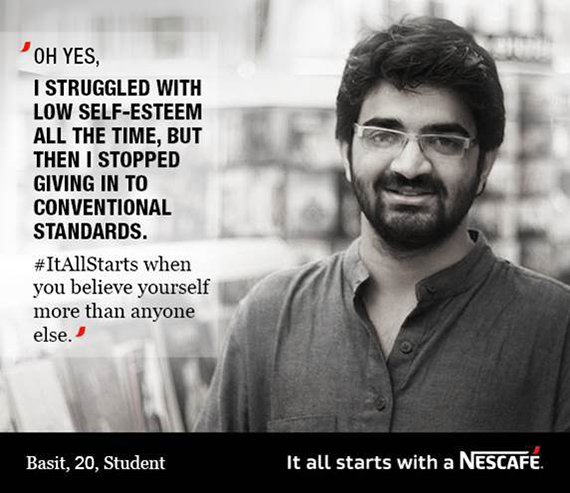 OH YES,
I STRUGGLED WITH
LOW SELF-ESTEEM
ALL THE TIME, BUT
THEN I STOPPED
GIVING IN TO
CONVENTIONAL
STANDARDS.
#ItAllStarts when
you believe yourself
more than anyone
else.
Basit, 20, Student
It all starts with a NESCAFÉ.